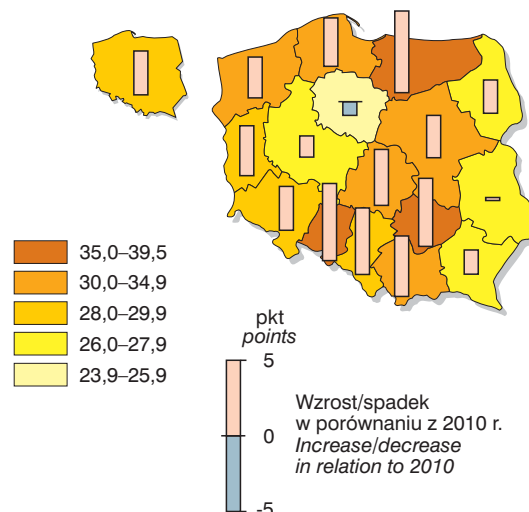 35,0–39,5
30,0–34,9
28,0–29,9
26,0–27,9
23,9–25,9
pkt
points
5
0
-5
Wzrost/spadek
w porównaniu z 2010 r.
Increase/decrease
in relation to 2010